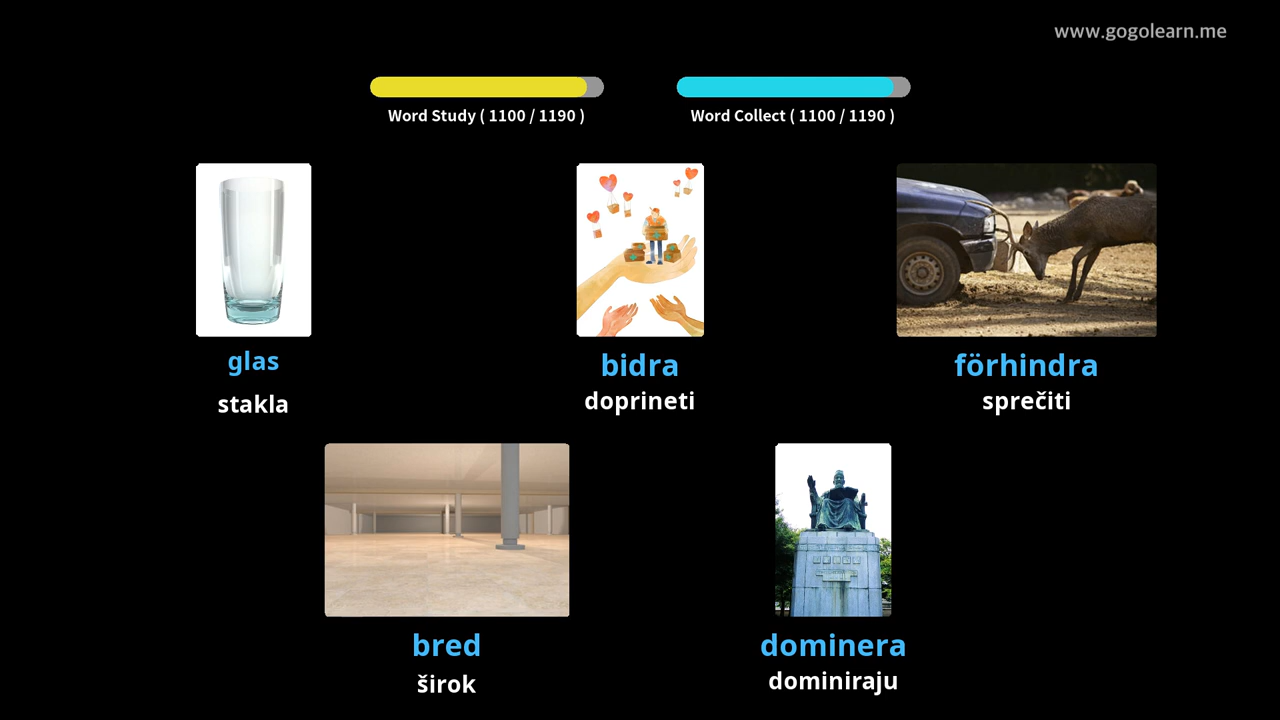 www.gogolearn.me
Word Study ( 1100 / 1190 )
Word Collect ( 1100 / 1190 )
glas
stakla
bidra
doprineti
förhindra
sprečiti
bred
širok
dominera
dominiraju